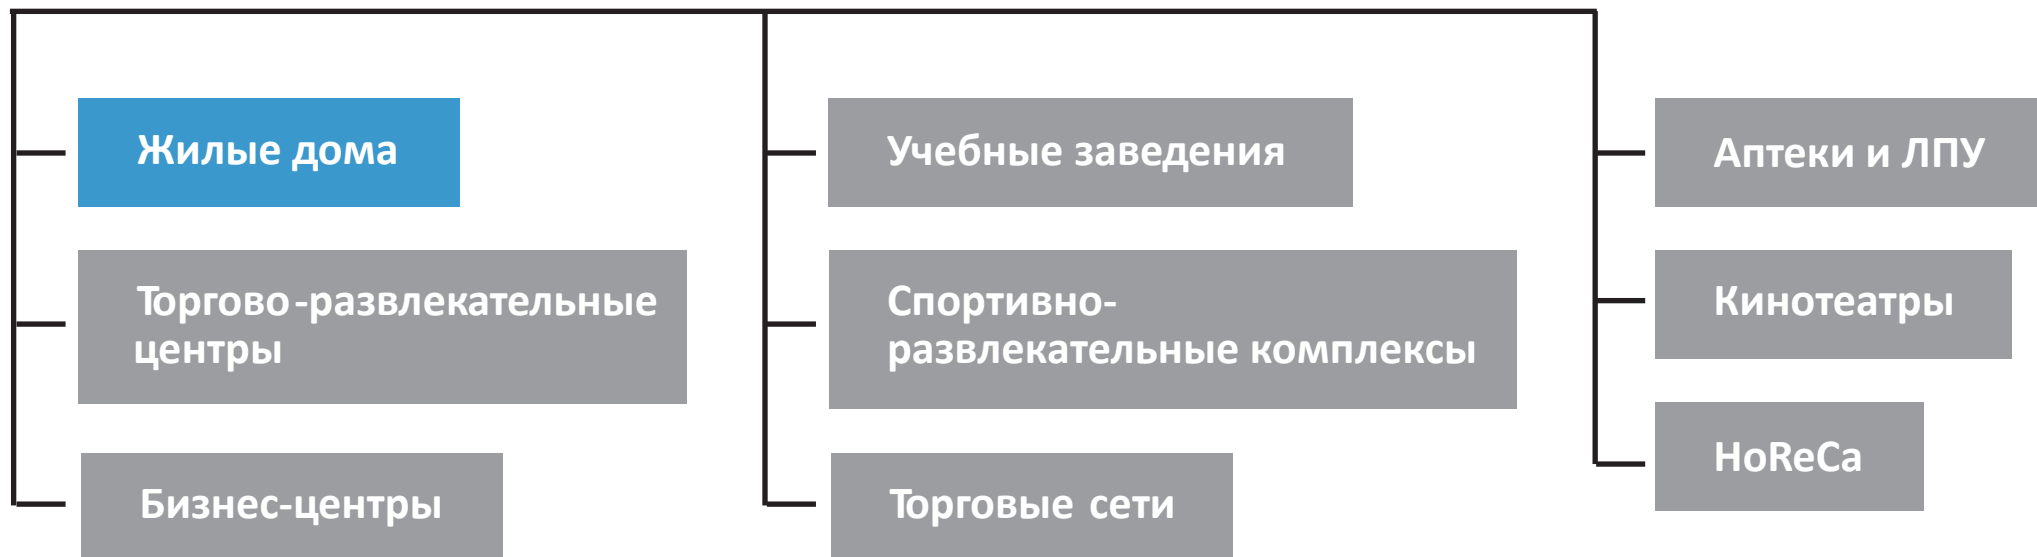 Жилые дома
Торгово-развлекательные
центры
Бизнес-центры
Учебные заведения
Спортивно-
развлекательные комплексы
Торговые сети
Аптеки и ЛПУ
Кинотеатры
HoReCa